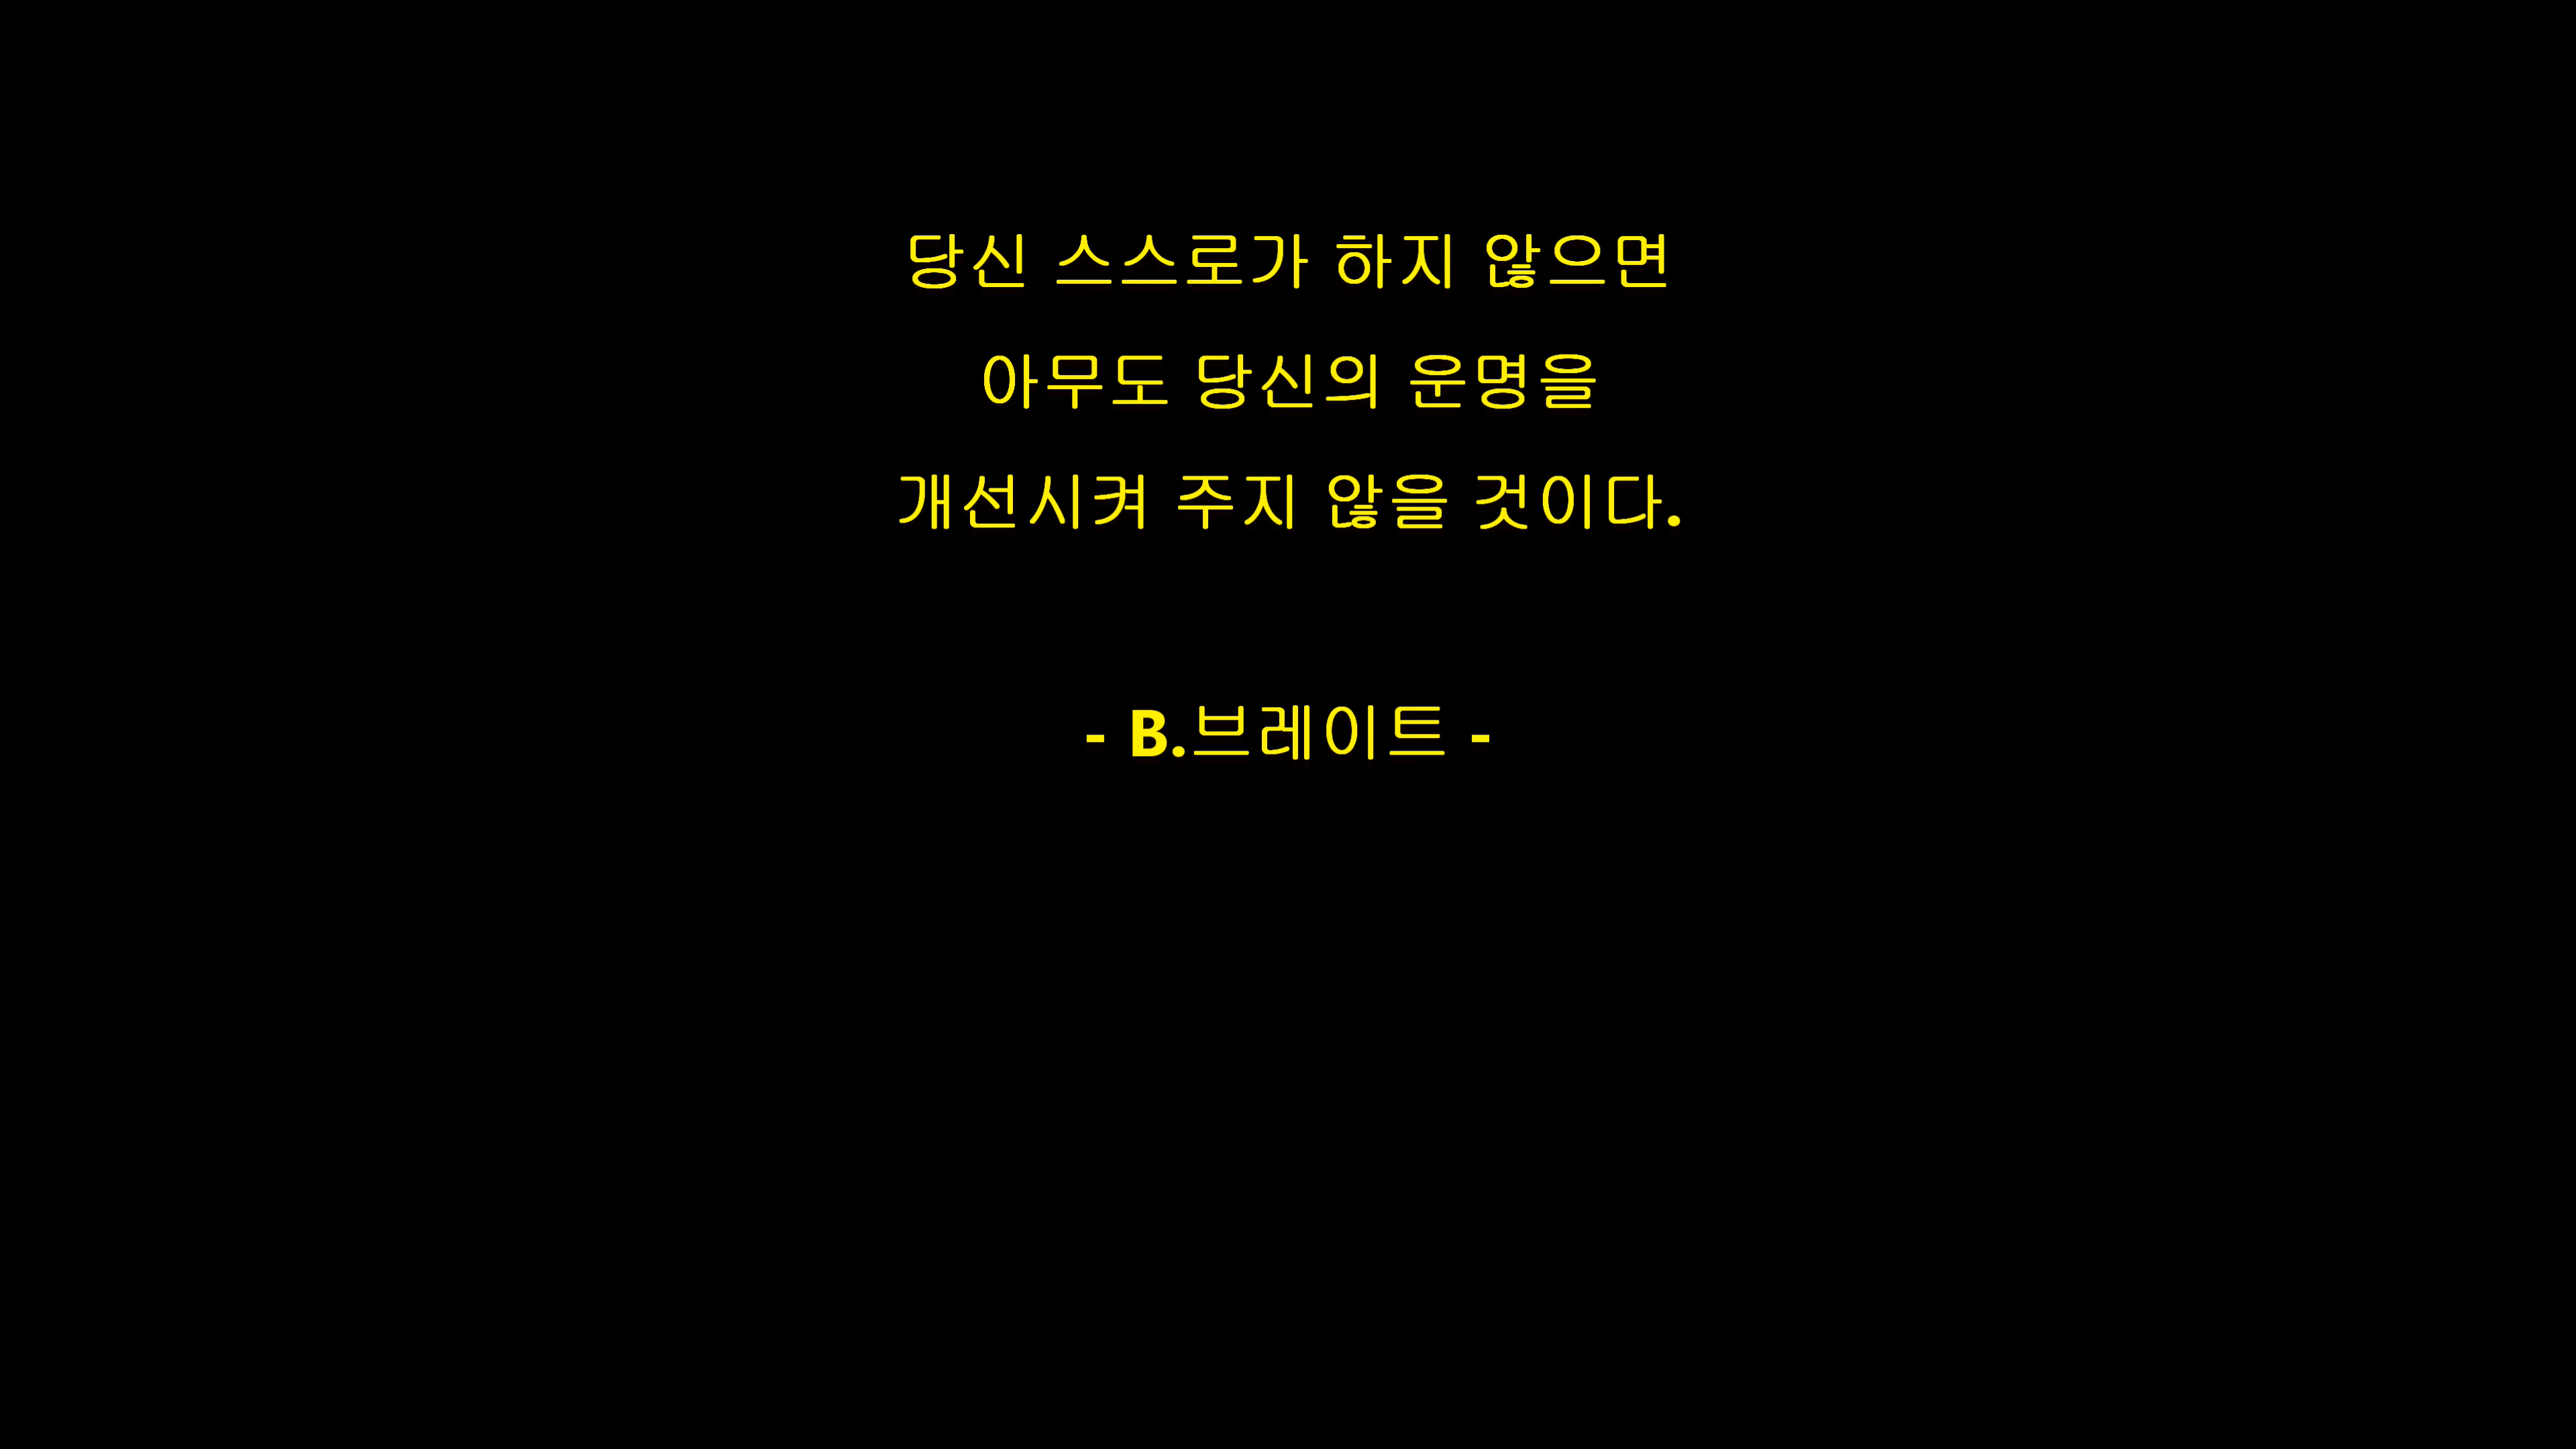 당신 스스로가 하지 않으면
아무도 당신의 운명을
개선시켜 주지 않을 것이다.
- B.브레이트 -